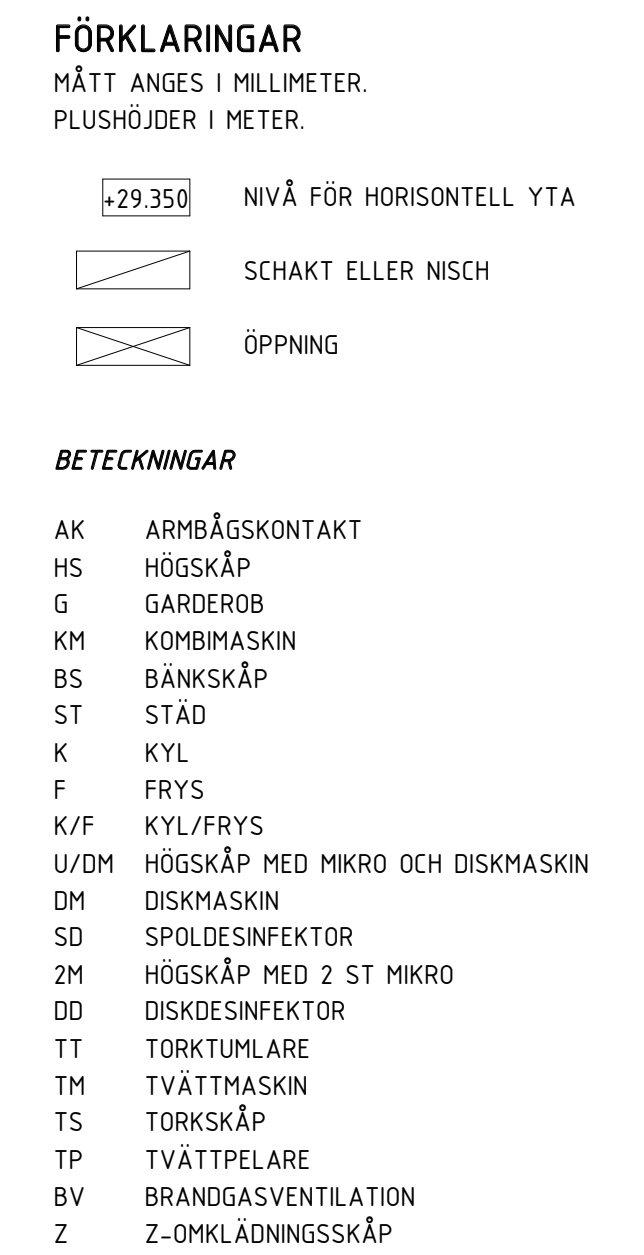 FÖRKLARINGAR
MÅTT ANGES I MILLIMETER.
PLUSHÖJDER I METER.
+29.350 NIVÅ FÖR HORISONTELL YTA
SCHAKT ELLER NISCH
ÖPPNING
BETECKNINGAR
AK ARMBÅGSKONTAKT
HS HÖGSKÅP
G GARDEROB
KM KOMBIMASKIN
BS BÄNKSKÅP
ST STÄD
K KYL
F FRYS
K/F KYL/FRYS
U/DM HÖGSKÅP MED MIKRO OCH DISKMASKIN
DM DISKMASKIN
SD SPOLDESINFEKTOR
2M HÖGSKÅP MED 2 ST MIKRO
DD DISKDESINFEKTOR
TT TORKTUMLARE
TM TVÄTTMASKIN
TS TORKSKÅP
TP TVÄTTPELARE
BV BRANDGASVENTILATION
Z Z-OMKLÄDNINGSSKÅP